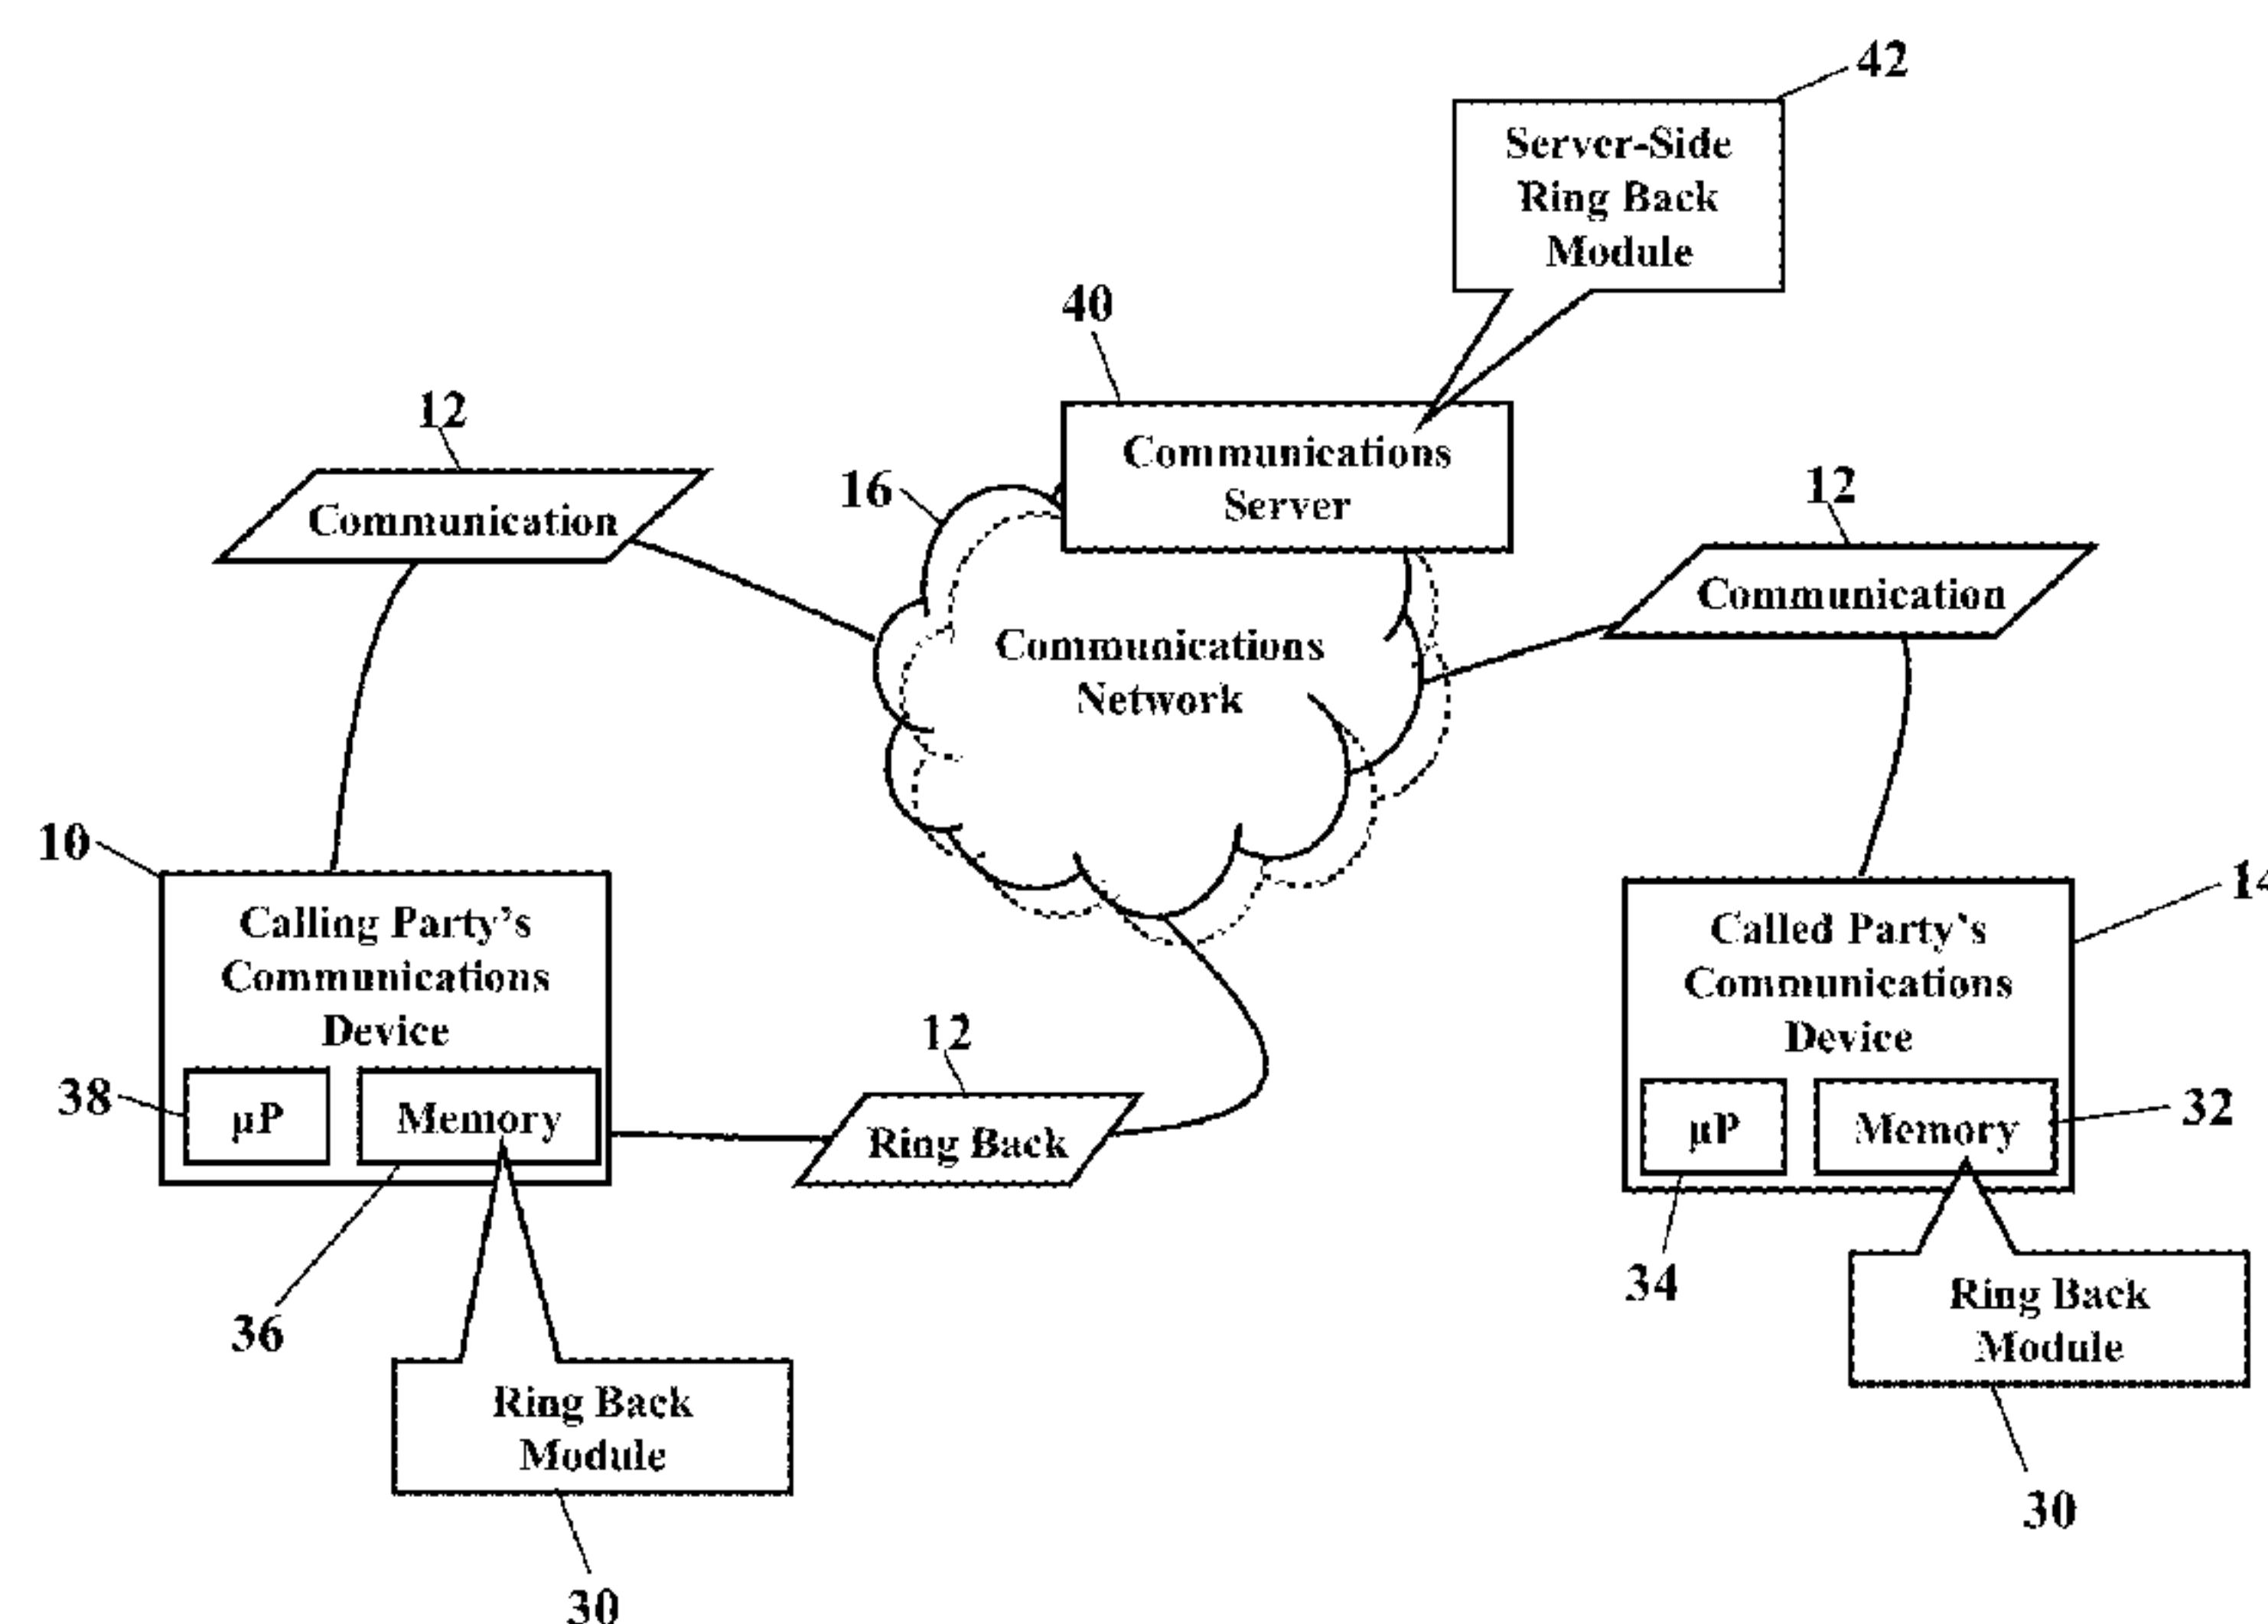 42
Server-Side
Ring Back
Module
40
12
Communications
Server
16
12
Communication
Communication
Communications
Network
10
14
Calling Party’s
Communications
Device
Called Party’s
Communications
Device
12
38
µP
Memory
Ring Back
µP
Memory
32
34
36
Ring Back
Module
Ring Back
Module
30
30